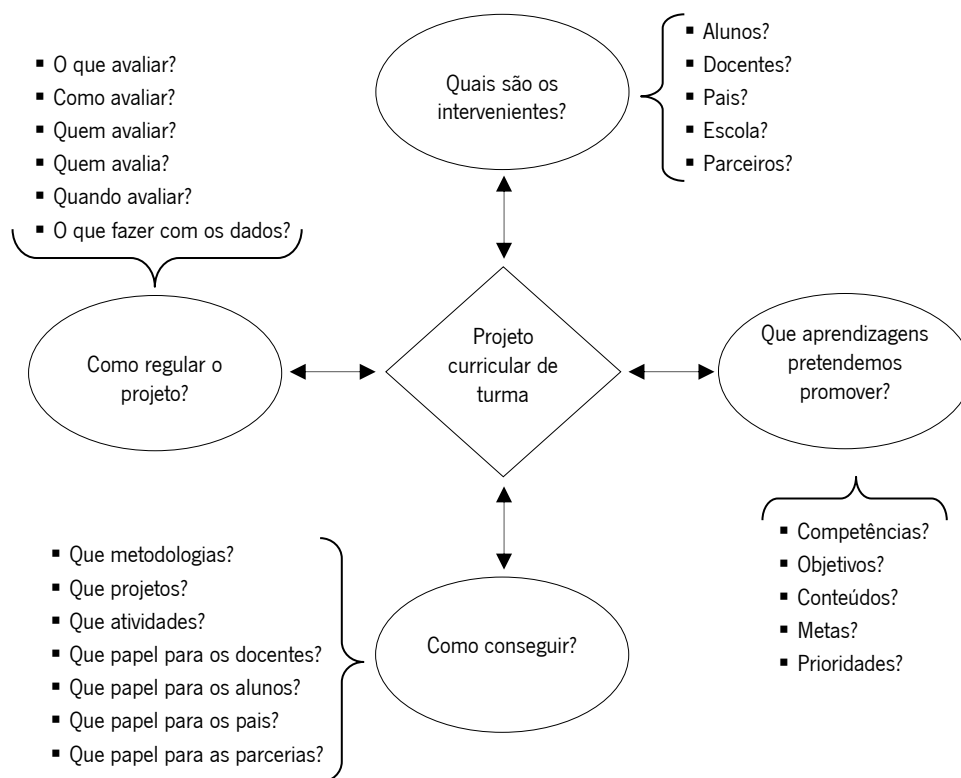 ▪ O que avaliar?
▪ Como avaliar?
▪ Quem avaliar?
▪ Quem avalia?
▪ Quando avaliar?
▪ O que fazer com os dados?
Quais são os
intervenientes?
▪ Alunos?
▪ Docentes?
▪ Pais?
▪ Escola?
▪ Parceiros?
Como regular o
projeto?
Projeto
curricular de
turma
Que aprendizagens
pretendemos
promover?
▪ Que metodologias?
▪ Que projetos?
▪ Que atividades?
▪ Que papel para os docentes?
▪ Que papel para os alunos?
▪ Que papel para os pais?
▪ Que papel para as parcerias?
Como conseguir?
▪ Competências?
▪ Objetivos?
▪ Conteúdos?
▪ Metas?
▪ Prioridades?